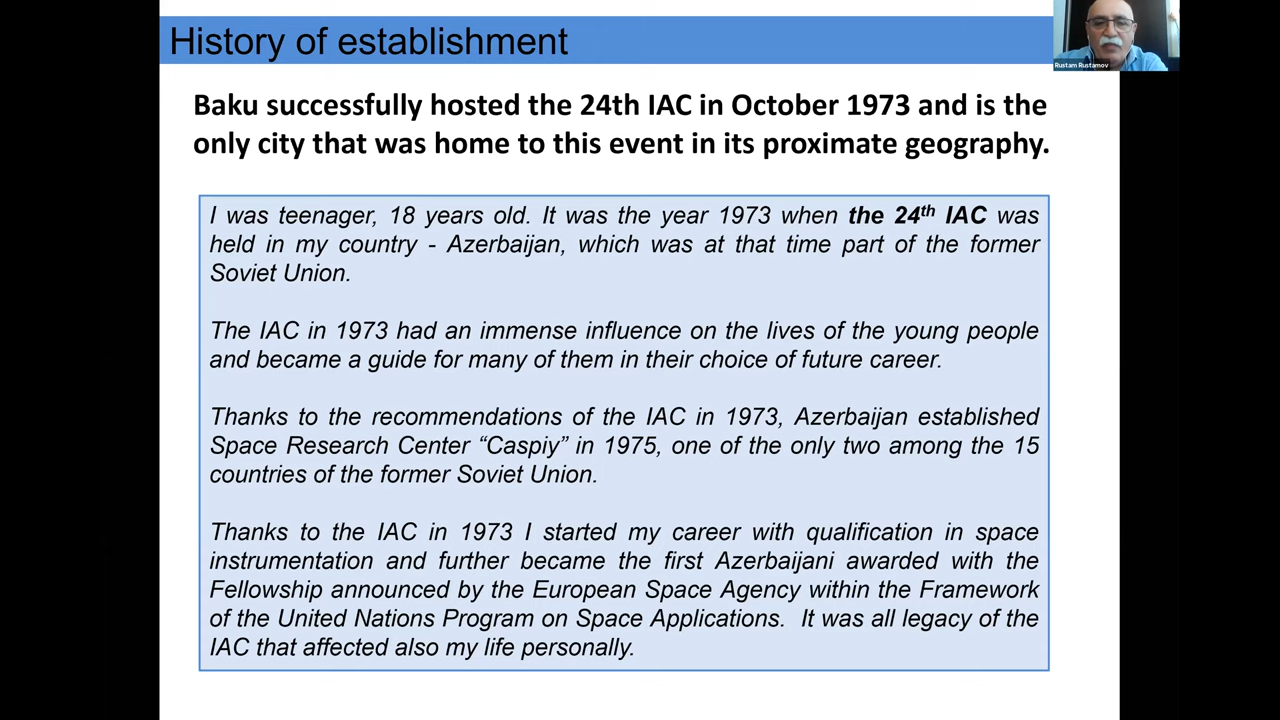 History of establishment
Rustam Rustamov
Baku successfully hosted the 24th IAC in October 1973 and is the
only city that was home to this event in its proximate geography.
I was teenager, 18 years old. It was the year 1973 when the 24th IAC was
held in my country - Azerbaijan, which was at that time part of the former
Soviet Union.
The IAC in 1973 had an immense influence on the lives of the young people
and became a guide for many of them in their choice of future career.
Thanks to the recommendations of the IAC in 1973, Azerbaijan established
Space Research Center “Caspiy” in 1975, one of the only two among the 15
countries of the former Soviet Union.
Thanks to the IAC in 1973 I started my career with qualification in space
instrumentation and further became the first Azerbaijani awarded with the
Fellowship announced by the European Space Agency within the Framework
of the United Nations Program on Space Applications. It was all legacy of the
IAC that affected also my life personally.